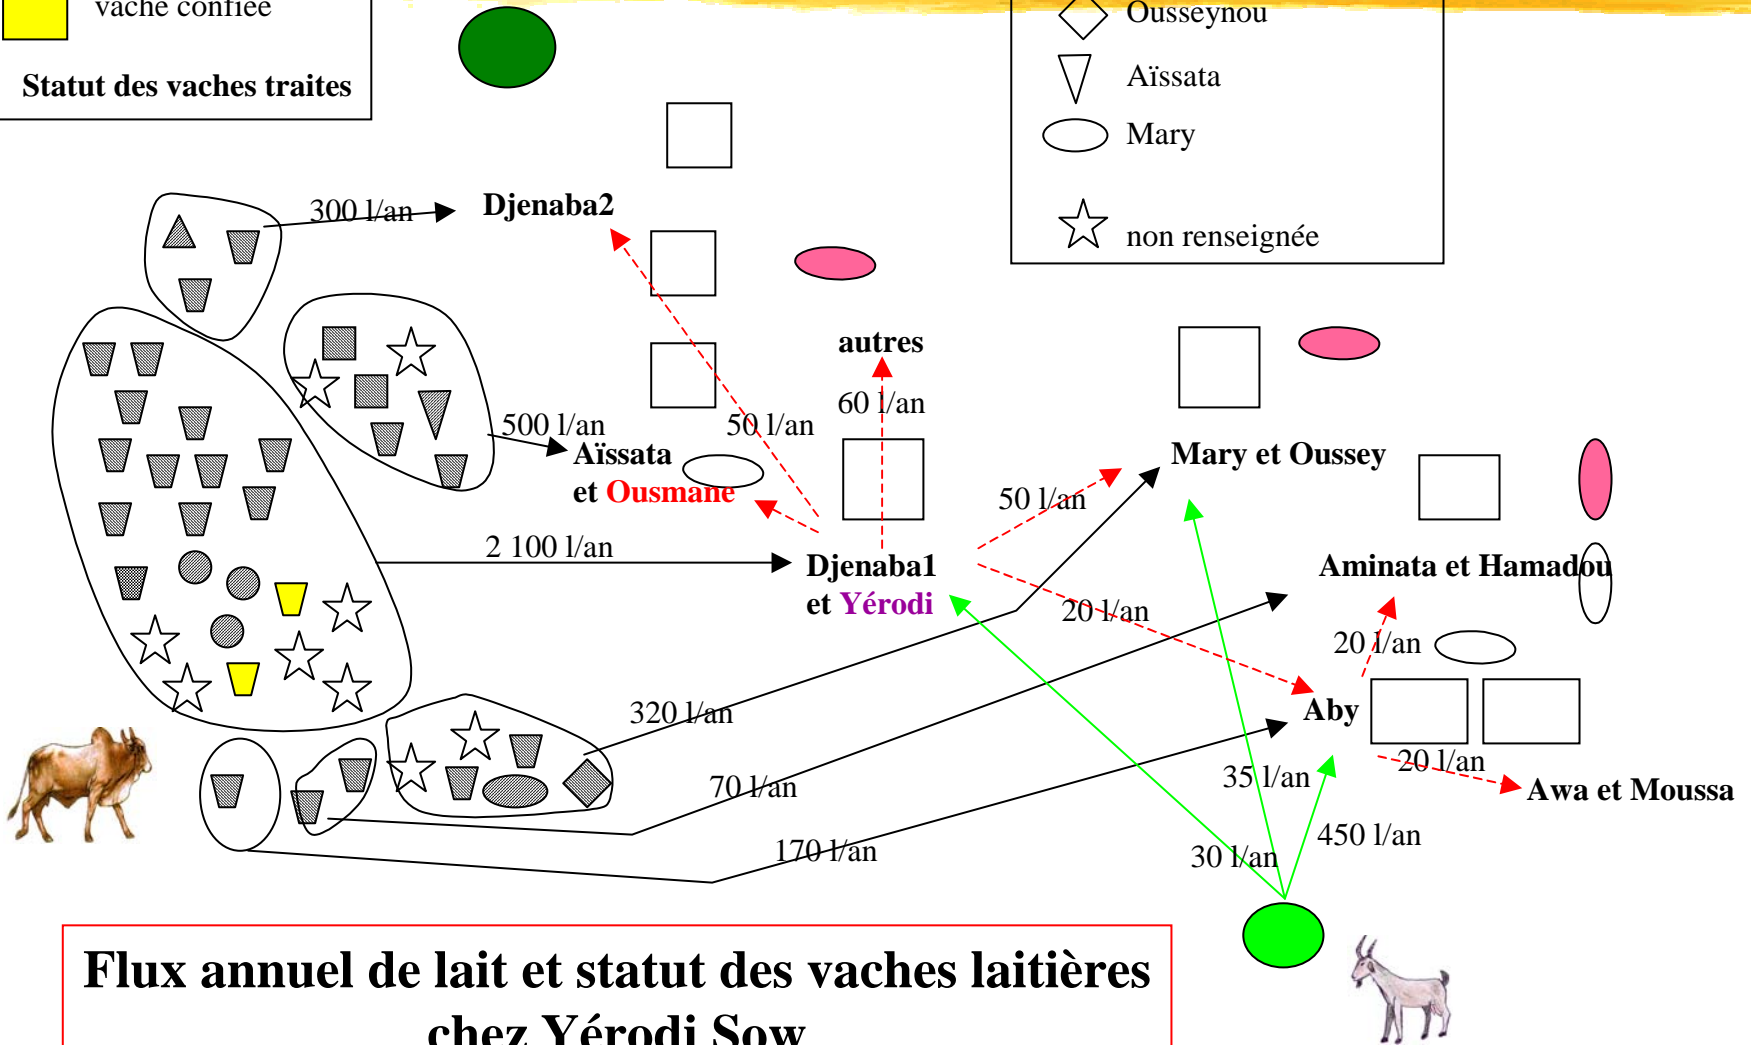 vache confiée
Statut des vaches traites
Ousseynou
Aïssata
Mary
non renseignée
300 l/an
Djenaba2
autres
60 l/an
500 l/an
50 l/an
Aïssata
et Ousmane
Mary et Oussey
50 l/an
2 100 l/an
Djenaba1
et Yérodi
Aminata et Hamadou
20 l/an
20 l/an
320 l/an
Aby
70 l/an
35 l/an
20 l/an
Awa et Moussa
170 l/an
30 l/an
450 l/an
Flux annuel de lait et statut des vaches laitières
chez Yérodi Sow